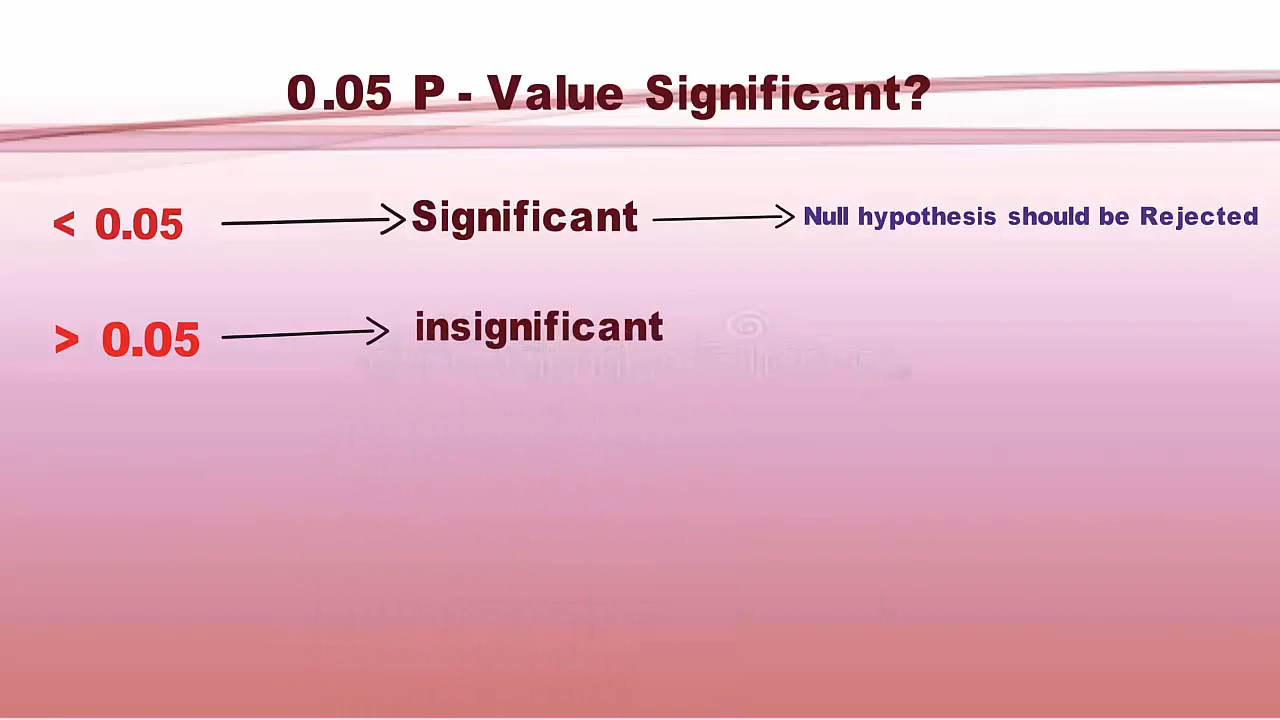 0.05 P - Value Significant?
< 0.05 Significant Null hypothesis should be Rejected
> 0.05 insignificant